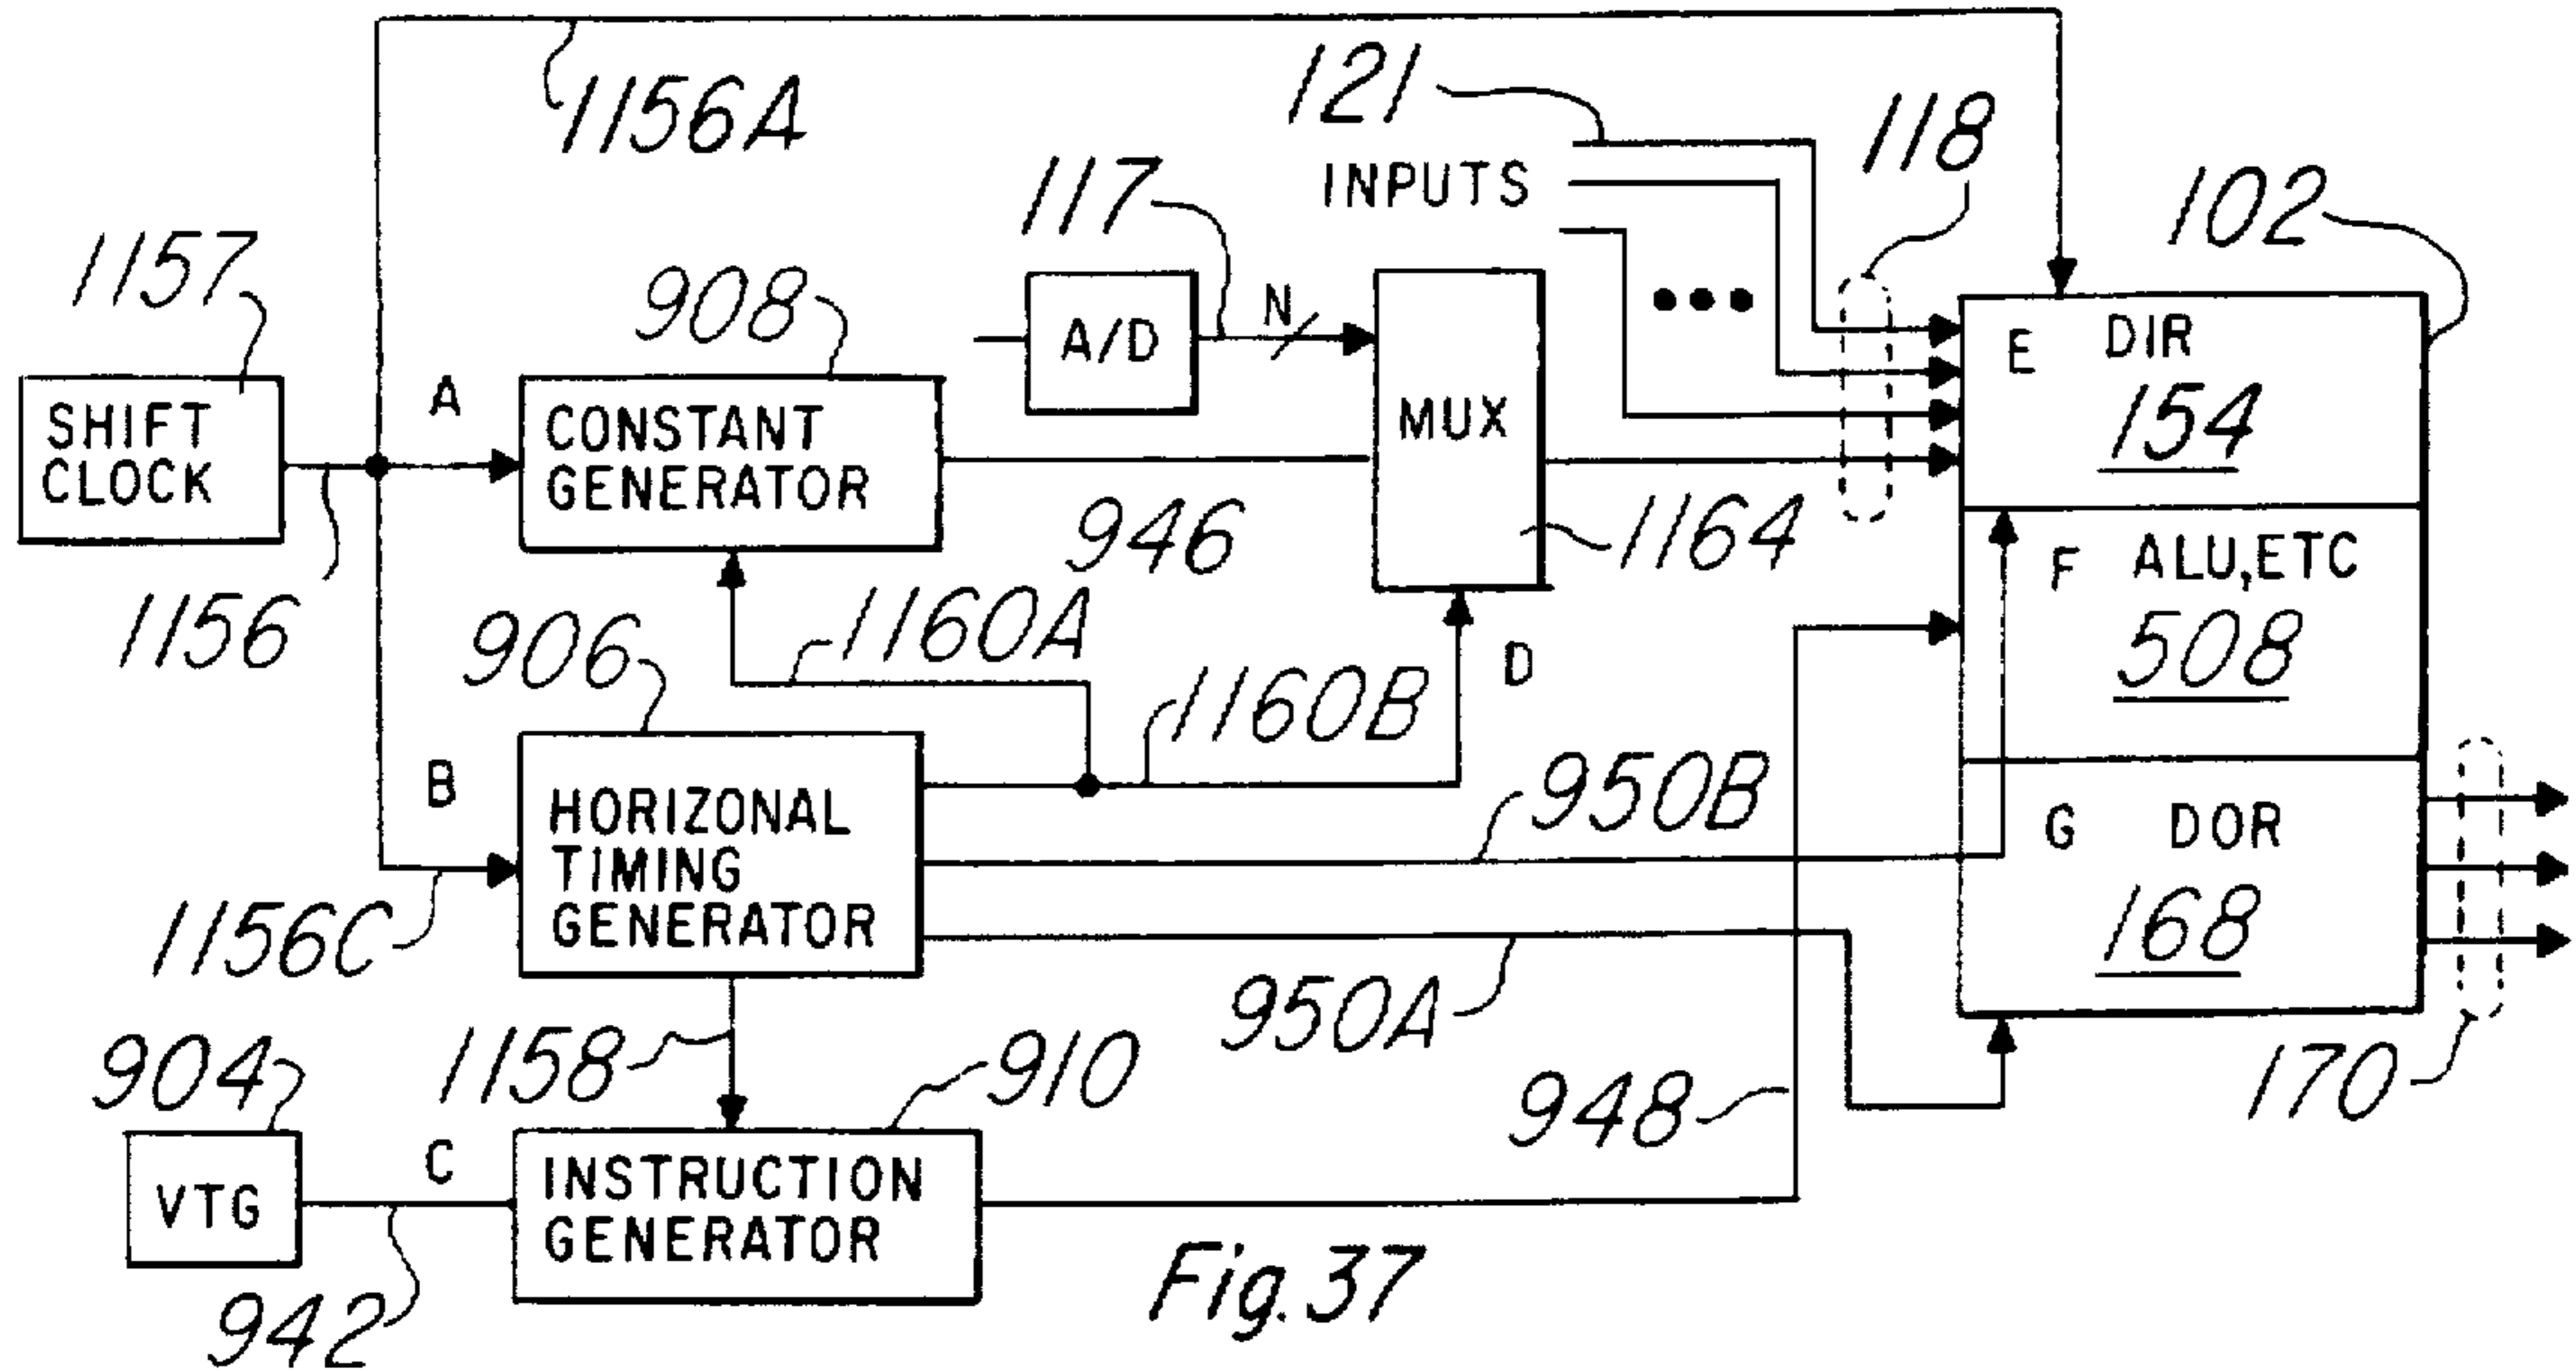 1156A
121
INPUTS
118
117
102
1157
908
A/D
N
SHIFT
CLOCK
A
CONSTANT
GENERATOR
MUX
E
DIR
154
946
1164
1156
1160A
F
ALU,ETC
508
906
D
1160B
B
HORIZONAL
TIMING
GENERATOR
950B
G
DOR
168
1156C
950A
904
1158
910
948
170
VTG
C
INSTRUCTION
GENERATOR
942
Fig. 37